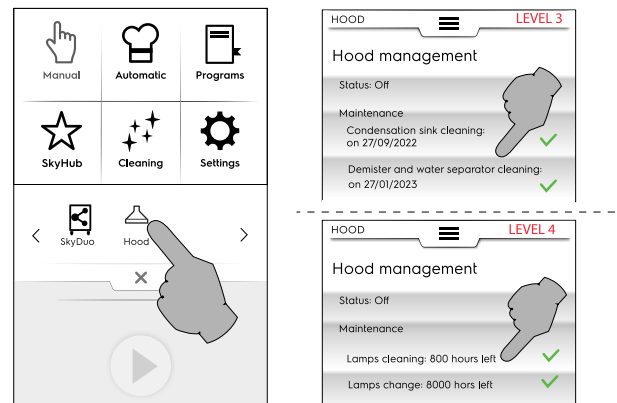 Manual
Automatic
Programs
SkyHub
Cleaning
Settings
SkyDuo
Hood
HOOD
LEVEL 3
Hood management
Status: Off
Maintenance
Condensation sink cleaning:
on 27/09/2022
Demister and water separator cleaning:
on 27/01/2023
HOOD
LEVEL 4
Hood management
Status: Off
Maintenance
Lamps cleaning: 800 hours left
Lamps change: 8000 hors left